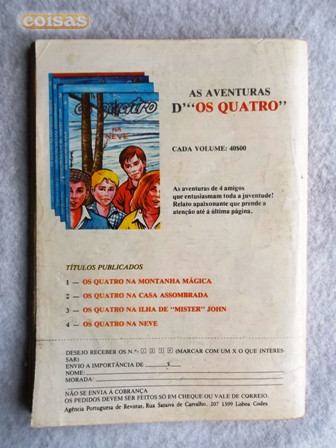 coisas
OS QUATRO
NA
NEVE
AS AVENTURAS
D'"OS QUATRO"
CADA VOLUME: 40$00
As aventuras de 4 amigos
que entusiasmam toda a juventude!
Relato apaixonante que prende a
atenção até à última página.
TÍTULOS PUBLICADOS
1 — OS QUATRO NA MONTANHA MÁGICA
2 — OS QUATRO NA CASA ASSOMBRADA
3 — OS QUATRO NA ILHA DE "MISTER" JOHN
4 — OS QUATRO NA NEVE
DESEJO RECEBER OS N.os (MARCAR COM UM X O QUE INTERES-
SAR)
ENVIO A IMPORTÂNCIA DE $
NOME:
MORADA:
NÃO SE ENVIA À COBRANÇA
OS PEDIDOS DEVEM SER FEITOS SÓ EM CHEQUE OU VALE DE CORREIO.
Agência Portuguesa de Revistas, Rua Saraiva de Carvalho, 207 1399 Lisboa Codex